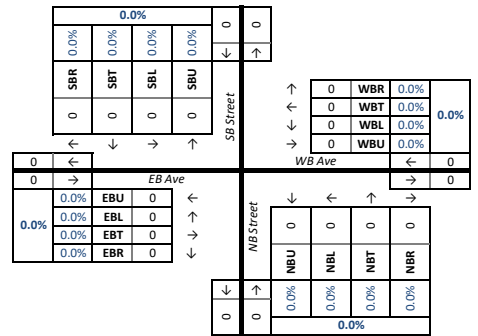 0.0% 0 0
0.0% 0.0% 0.0% 0.0%
↓ ↑
SBR SBT SBL SBU
0 0 0 0
← ↓ → ↑
SB Street
↑ 0 WBR 0.0%
← 0 WBT 0.0%
↓ 0 WBL 0.0%
→ 0 WBU 0.0%
0.0%
0 ← WB Ave ← 0
0 → EB Ave → 0
0.0%
0.0% EBU 0 ←
0.0% EBL 0 ↑
0.0% EBT 0 →
0.0% EBR 0 ↓
NB Street
↓ ← ↑ →
0 0 0 0
NBU NBL NBT NBR
↓ ↑
0 0 0.0% 0.0% 0.0% 0.0%
0.0%